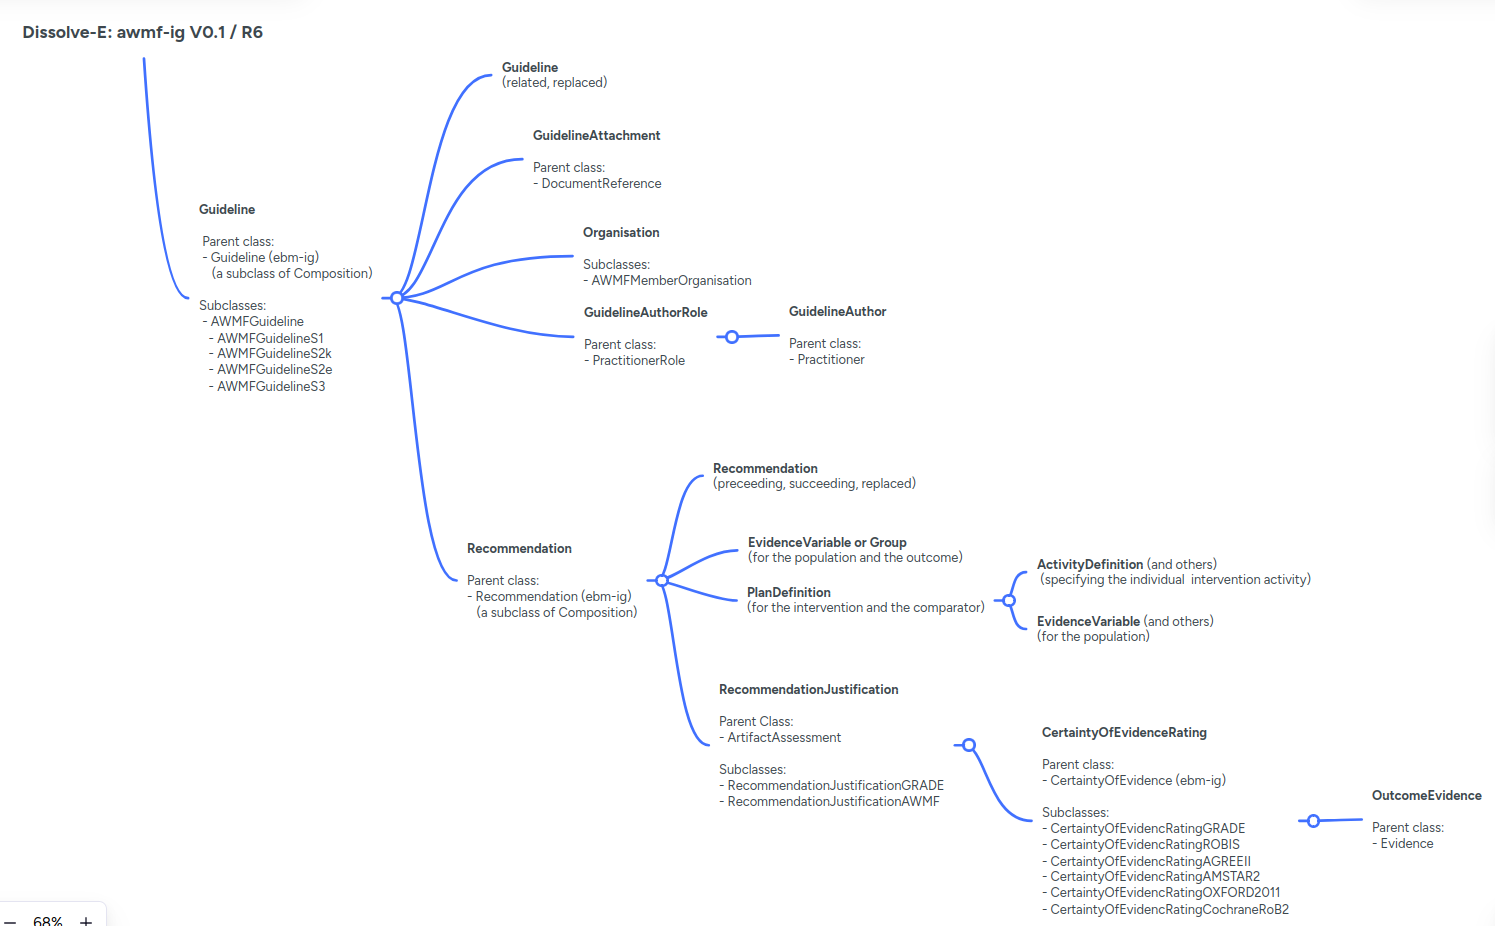 Dissolve-E: awmf-ig V0.1 / R6
Guideline
(related, replaced)
GuidelineAttachment
Parent class:
- DocumentReference
Guideline
Parent class:
- Guideline (ebm-ig)
(a subclass of Composition)
Subclasses:
- AWMFGuideline
- AWMFGuidelineS1
- AWMFGuidelineS2k
- AWMFGuidelineS2e
- AWMFGuidelineS3
Organisation
Subclasses:
- AWMFMemberOrganisation
GuidelineAuthorRole
Parent class:
- PractitionerRole
GuidelineAuthor
Parent class:
- Practitioner
Recommendation
Parent class:
- Recommendation (ebm-ig)
(a subclass of Composition)
Recommendation
(preceeding, succeeding, replaced)
EvidenceVariable or Group
(for the population and the outcome)
PlanDefinition
(for the intervention and the comparator)
ActivityDefinition (and others)
(specifying the individual intervention activity)
EvidenceVariable (and others)
(for the population)
RecommendationJustification
Parent Class:
- ArtifactAssessment
Subclasses:
- RecommendationJustificationGRADE
- RecommendationJustificationAWMF
CertaintyOfEvidenceRating
Parent class:
- CertaintyOfEvidence (ebm-ig)
Subclasses:
- CertaintyOfEvidencRatingGRADE
- CertaintyOfEvidencRatingROBIS
- CertaintyOfEvidencRatingAGREEII
- CertaintyOfEvidencRatingAMSTAR2
- CertaintyOfEvidencRatingOXFORD2011
- CertaintyOfEvidencRatingCochraneRoB2
OutcomeEvidence
Parent class:
- Evidence
— 68% +